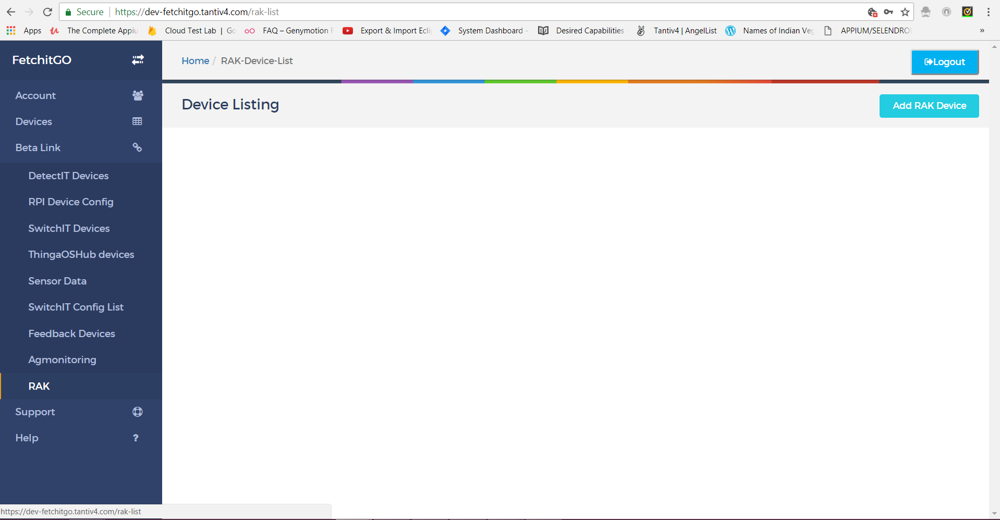 Secure https://dev-fetchitgo.tantiv4.com/rak-list
Apps The Complete Appiu Cloud Test Lab | Go FAQ – Genymotion F Export & Import Ecli System Dashboard - Desired Capabilities Tantiv4 | AngelList Names of Indian Veg APPIUM/SELENDRO »
FetchitGO
Home / RAK-Device-List
Logout
Account
Devices
Beta Link
DetectIT Devices
RPI Device Config
SwitchIT Devices
ThingaOSHub devices
Sensor Data
SwitchIT Config List
Feedback Devices
Agmonitoring
RAK
Support
Help ?
Device Listing
Add RAK Device
https://dev-fetchitgo.tantiv4.com/rak-list